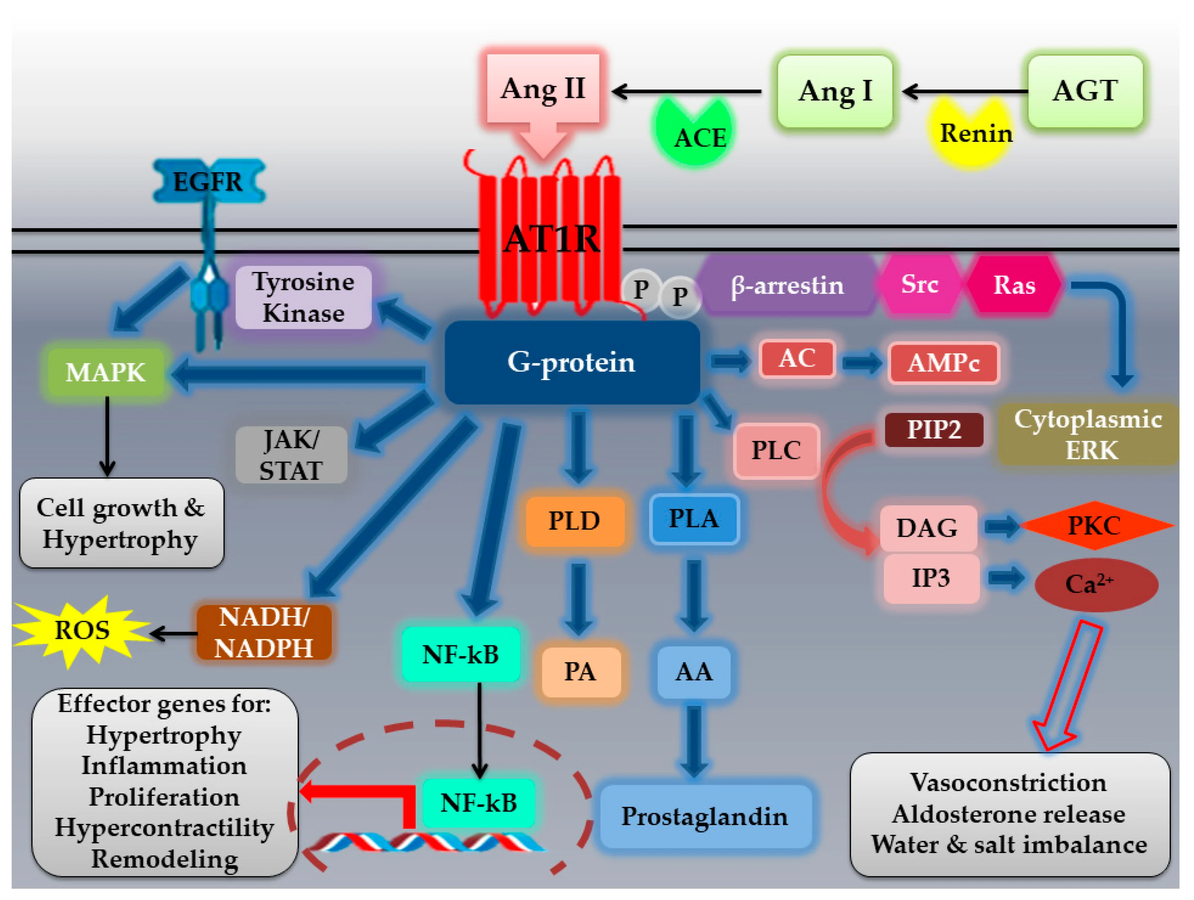 Ang II
Ang I
AGT
ACE
Renin
EGFR
AT1R
Tyrosine
Kinase
P
P
β-arrestin
Src
Ras
MAPK
G-protein
AC
AMPc
JAK/
STAT
PLC
PIP2
Cytoplasmic
ERK
Cell growth &
Hypertrophy
PLD
PLA
DAG
PKC
IP3
Ca²⁺
ROS
NADH/
NADPH
NF-kB
PA
AA
Effector genes for:
Hypertrophy
Inflammation
Proliferation
Hypercontractility
Remodeling
NF-kB
Prostaglandin
Vasoconstriction
Aldosterone release
Water & salt imbalance